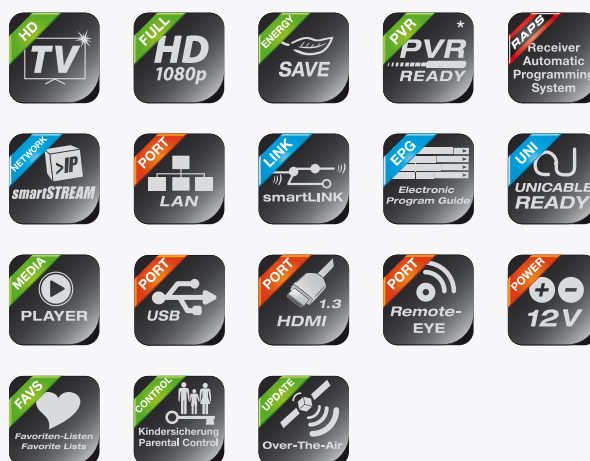 HD
TV
FULL
HD
1080p
ENERGY
SAVE
PVR
*
PVR
READY
RAPS
Receiver
Automatic
Programming
System
NETWORK
>IP
smartSTREAM
PORT
LAN
LINK
smartLINK
EPG
Electronic
Program Guide
UNI
UNICABLE
READY
MEDIA
PLAYER
PORT
USB
PORT
1.3
HDMI
PORT
Remote-
EYE
POWER
12V
FAVS
Favoriten-Listen
Favorite Lists
CONTROL
Kindersicherung
Parental Control
UPDATE
Over-The-Air